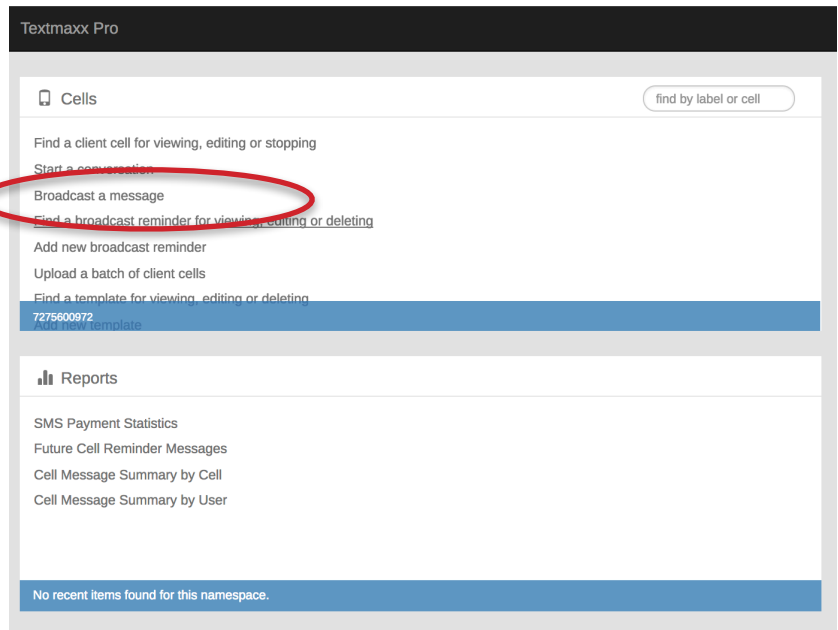 Textmaxx Pro
Cells
find by label or cell
Find a client cell for viewing, editing or stopping
Start a conversation
Broadcast a message
Find a broadcast reminder for viewing, editing or deleting
Add new broadcast reminder
Upload a batch of client cells
Find a template for viewing, editing or deleting
7275600972
Add new template
Reports
SMS Payment Statistics
Future Cell Reminder Messages
Cell Message Summary by Cell
Cell Message Summary by User
No recent items found for this namespace.